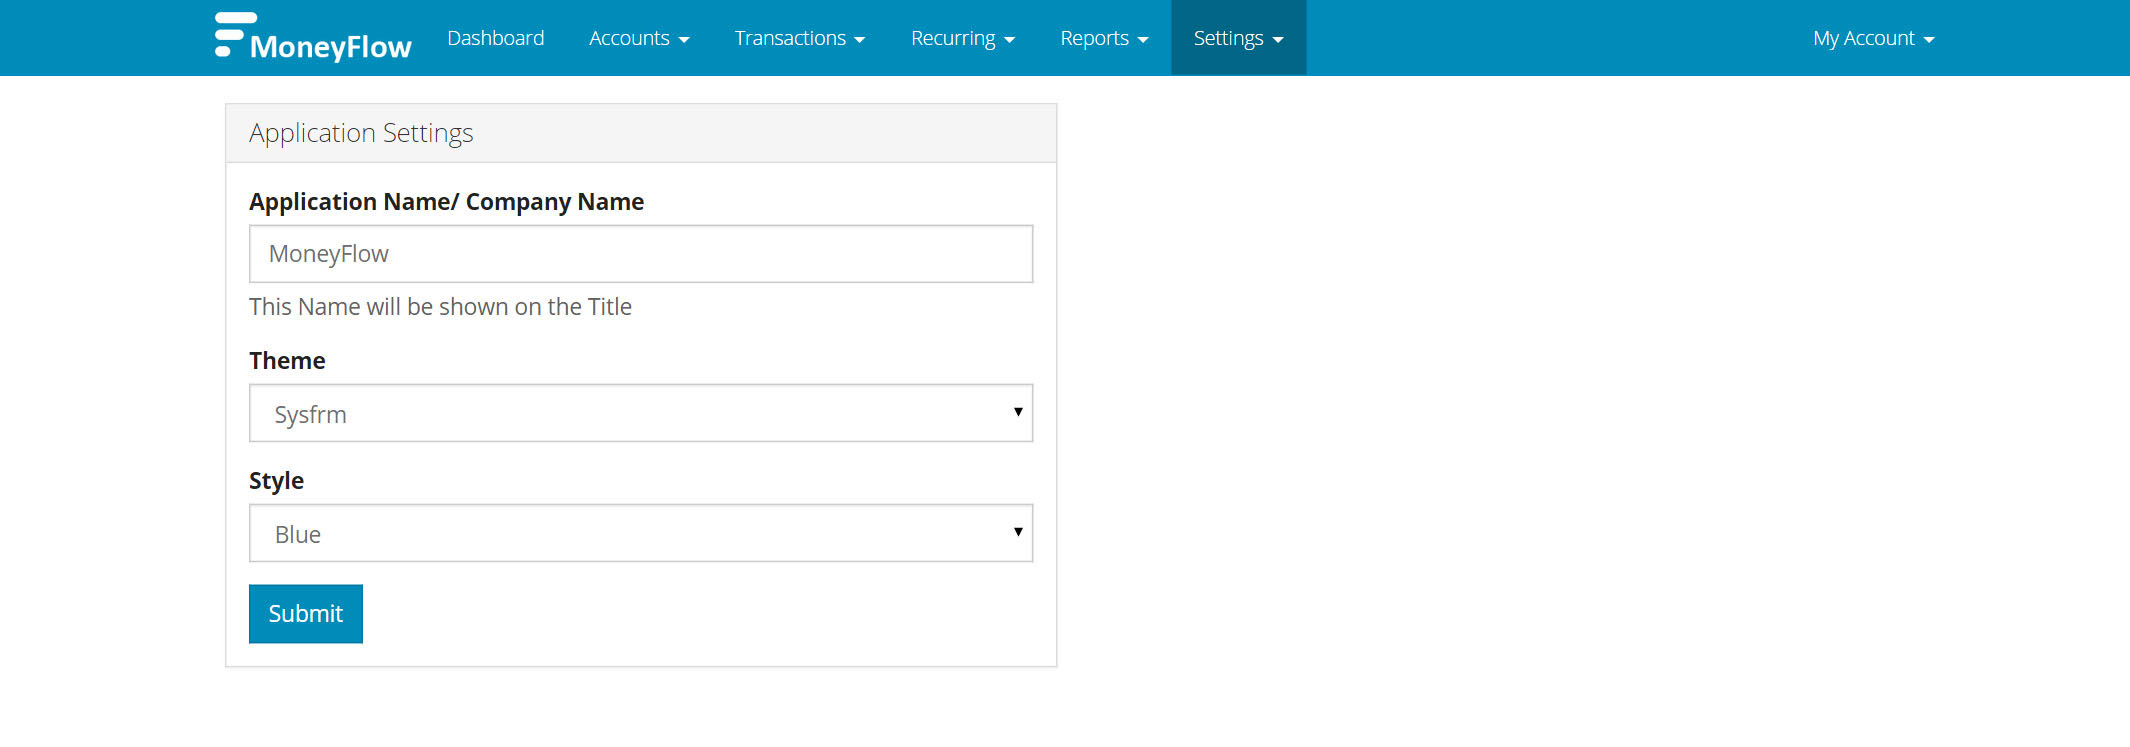 MoneyFlow Dashboard Accounts Transactions Recurring Reports Settings My Account
Application Settings
Application Name/ Company Name
MoneyFlow
This Name will be shown on the Title
Theme
Sysfrm
Style
Blue
Submit